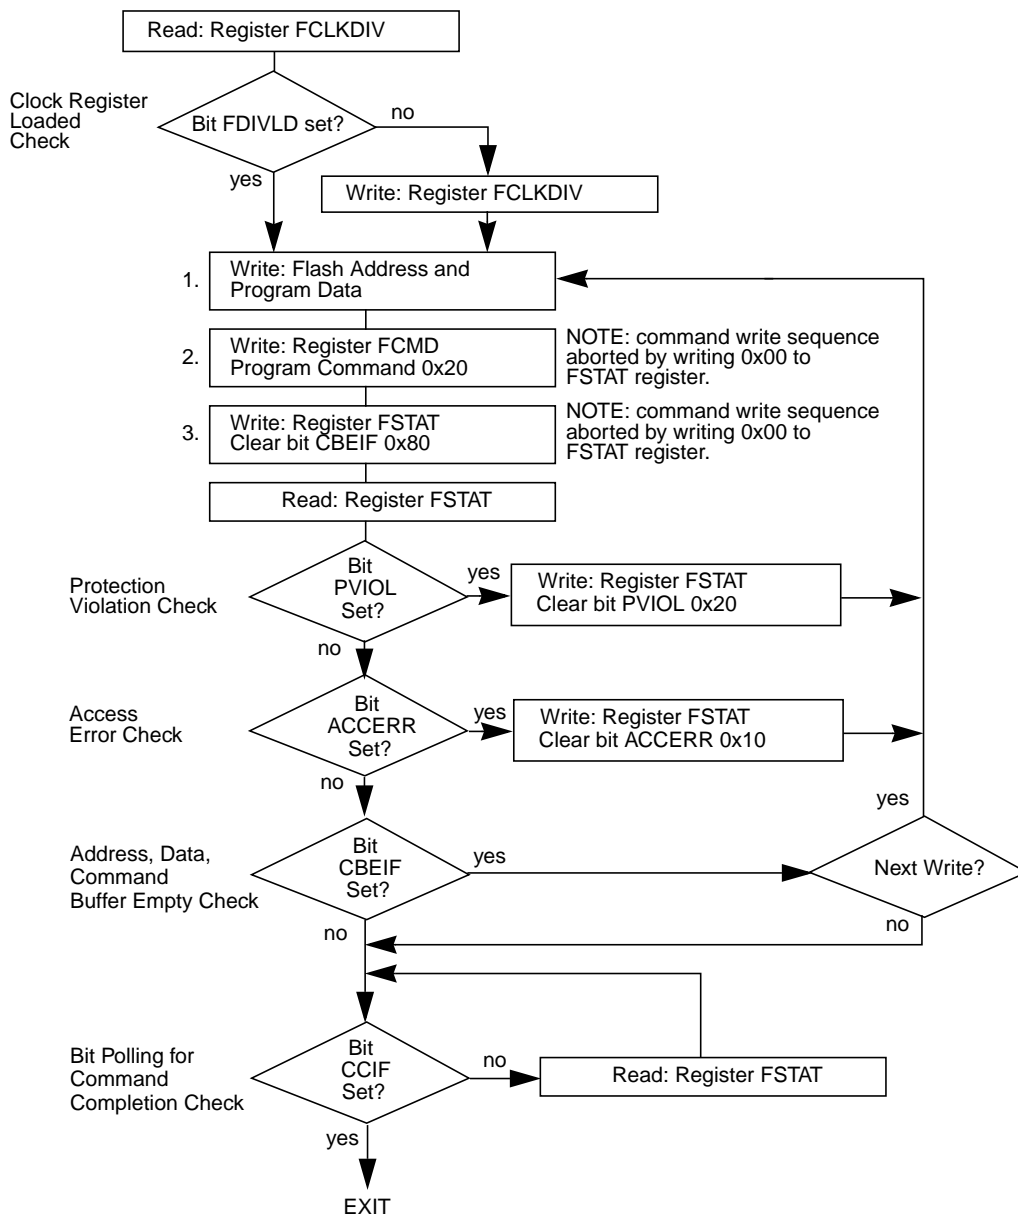 Read: Register FCLKDIV
Clock Register
Loaded
Check
Bit FDIVLD set?
no
yes
Write: Register FCLKDIV
1.
Write: Flash Address and
Program Data
2.
Write: Register FCMD
Program Command 0x20
NOTE: command write sequence
aborted by writing 0x00 to
FSTAT register.
3.
Write: Register FSTAT
Clear bit CBEIF 0x80
NOTE: command write sequence
aborted by writing 0x00 to
FSTAT register.
Read: Register FSTAT
Protection
Violation Check
Bit
PVIOL
Set?
yes
Write: Register FSTAT
Clear bit PVIOL 0x20
no
Access
Error Check
Bit
ACCERR
Set?
yes
Write: Register FSTAT
Clear bit ACCERR 0x10
no
Address, Data,
Command
Buffer Empty Check
Bit
CBEIF
Set?
yes
yes
Next Write?
no
no
Bit Polling for
Command
Completion Check
Bit
CCIF
Set?
no
Read: Register FSTAT
yes
EXIT